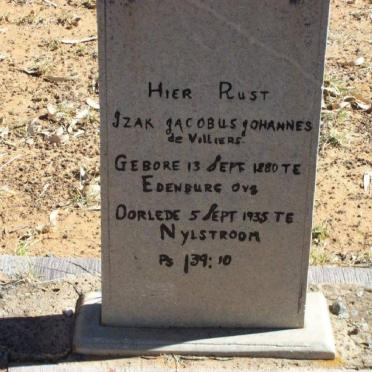 HIER RUST
IZAK JACOBUS JOHANNES
de VILLIERS
GEBORE 13 SEPT 1880 TE
EDENBURG OVS
OORLEDE 5 SEPT 1935 TE
NYLSTROOM
PS 139:10